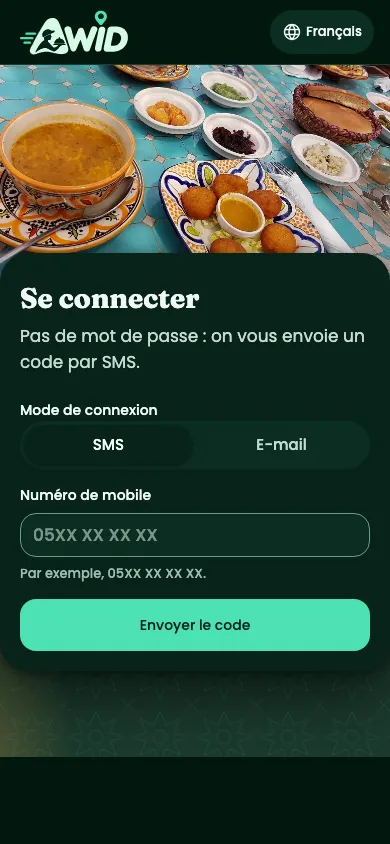 AWID
Français
Se connecter
Pas de mot de passe : on vous envoie un
code par SMS.
Mode de connexion
SMS
E-mail
Numéro de mobile
05XX XX XX XX
Par exemple, 05XX XX XX XX.
Envoyer le code